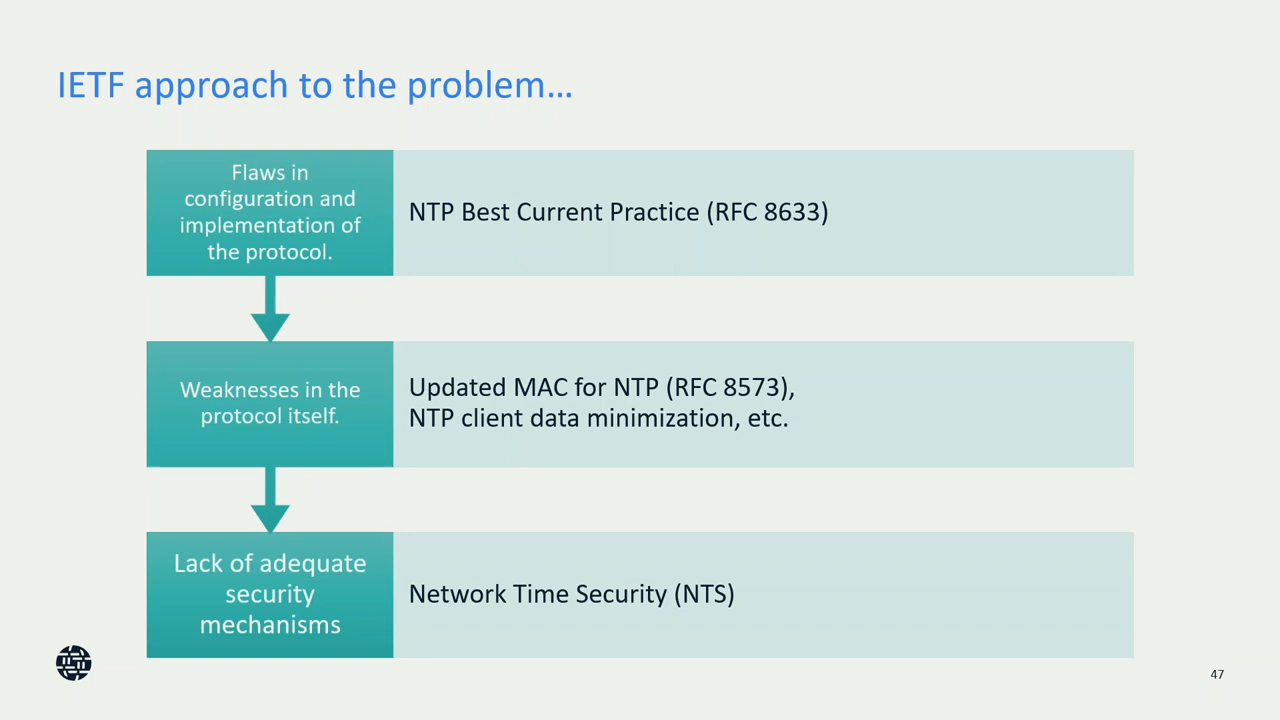 IETF approach to the problem…
Flaws in
configuration and
implementation of
the protocol.
NTP Best Current Practice (RFC 8633)
Weaknesses in the
protocol itself.
Updated MAC for NTP (RFC 8573),
NTP client data minimization, etc.
Lack of adequate
security
mechanisms
Network Time Security (NTS)
47